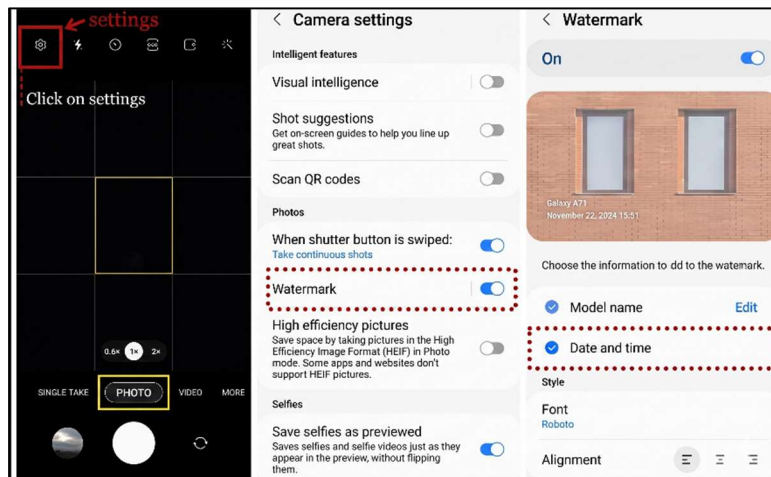 settings
Click on settings
0.6× 1× 2×
SINGLE TAKE PHOTO VIDEO MORE
< Camera settings
Intelligent features
Visual intelligence
Shot suggestions
Get on-screen guides to help you line up
great shots.
Scan QR codes
Photos
When shutter button is swiped:
Take continuous shots
Watermark
High efficiency pictures
Save space by taking pictures in the High
Efficiency Image Format (HEIF) in Photo
mode. Some apps and websites don't
support HEIF pictures.
Selfies
Save selfies as previewed
Saves selfies and selfie videos just as they
appear in the preview, without flipping
them.
< Watermark
On
Galaxy A71
November 22, 2024 15:51
Choose the information to dd to the watemark.
Model name Edit
Date and time
Style
Font
Roboto
Alignment